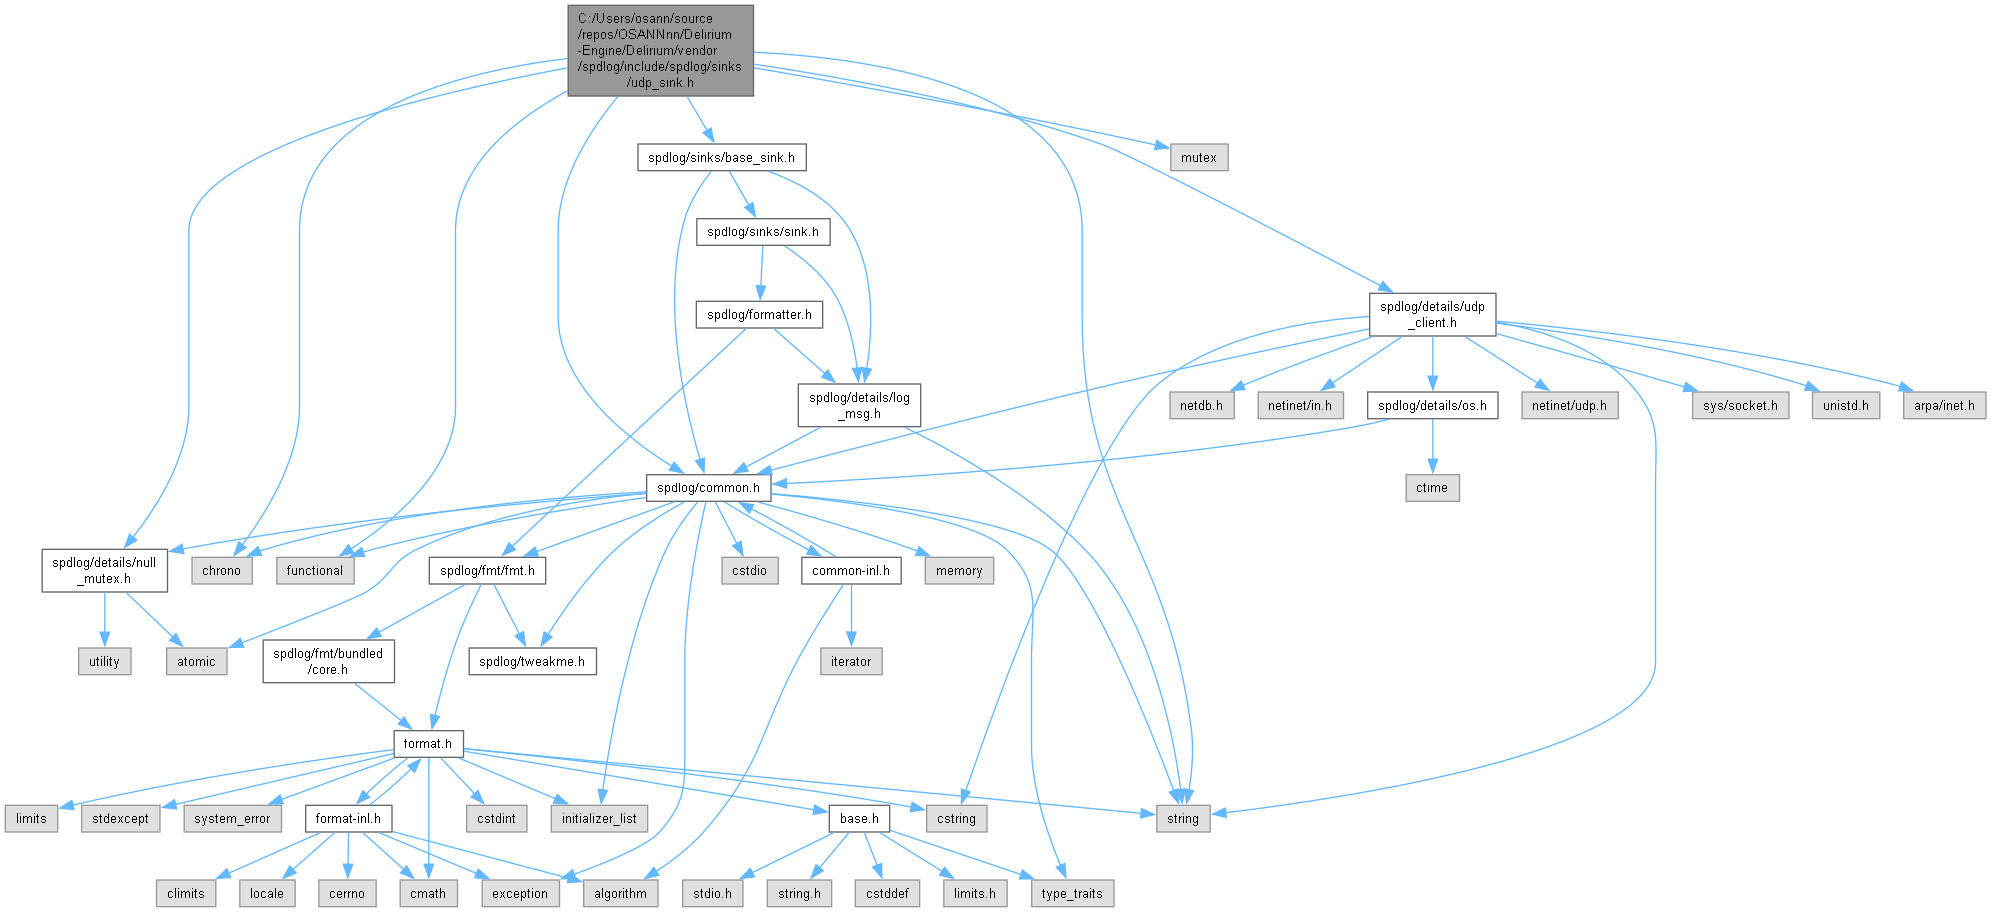 C:/Users/osann/source
/repos/OSANNnn/Delirium
-Engine/Delirium/vendor
/spdlog/include/spdlog/sinks
/udp_sink.h
spdlog/sinks/base_sink.h
mutex
spdlog/sinks/sink.h
spdlog/formatter.h
spdlog/details/udp
_client.h
spdlog/details/log
_msg.h
netdb.h
netinet/in.h
spdlog/details/os.h
netinet/udp.h
sys/socket.h
unistd.h
arpa/inet.h
spdlog/common.h
ctime
spdlog/details/null
_mutex.h
chrono
functional
spdlog/fmt/fmt.h
cstdio
common-inl.h
memory
utility
atomic
spdlog/fmt/bundled
/core.h
spdlog/tweakme.h
iterator
format.h
limits
stdexcept
system_error
format-inl.h
cstdint
initializer_list
base.h
cstring
string
climits
locale
cerrno
cmath
exception
algorithm
stdio.h
string.h
cstddef
limits.h
type_traits